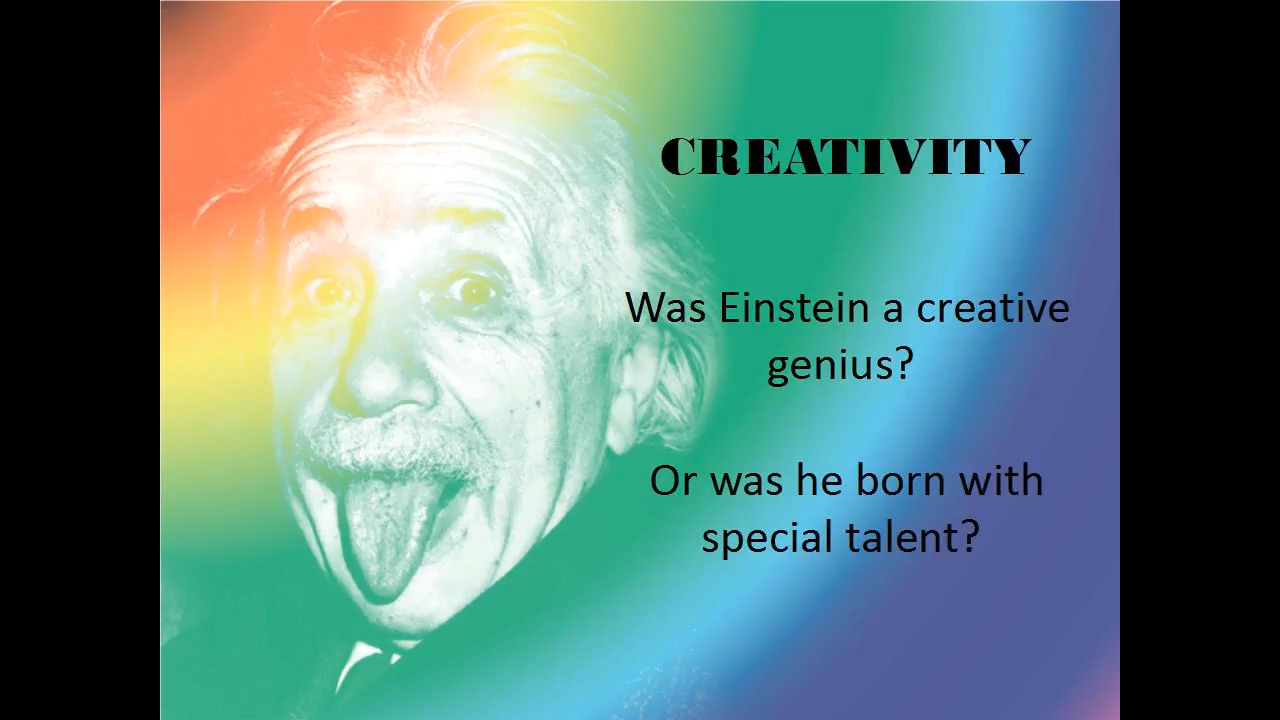 CREATIVITY
Was Einstein a creative
genius?
Or was he born with
special talent?